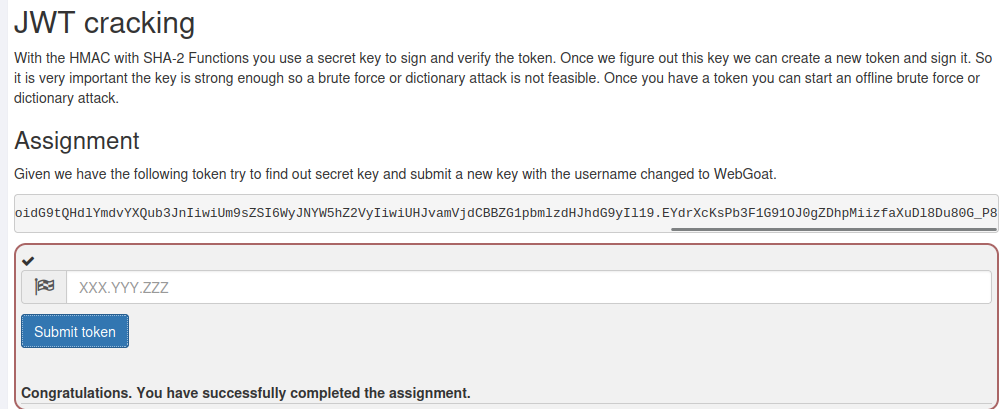 JWT cracking
With the HMAC with SHA-2 Functions you use a secret key to sign and verify the token. Once we figure out this key we can create a new token and sign it. So
it is very important the key is strong enough so a brute force or dictionary attack is not feasible. Once you have a token you can start an offline brute force or
dictionary attack.
Assignment
Given we have the following token try to find out secret key and submit a new key with the username changed to WebGoat.
oidG9tQHdlYmdvYXQub3JnIiwiUm9sZSI6WyJNYW5hZ2VyIiwiUHJvamVjdCBBZG1pbmlzdHJhdG9yIl19.EYdrXcKsPb3F1G91OJ0gZDhpMiizfaXuDl8Du80G_P8
XXX.YYY.ZZZ
Submit token
Congratulations. You have successfully completed the assignment.